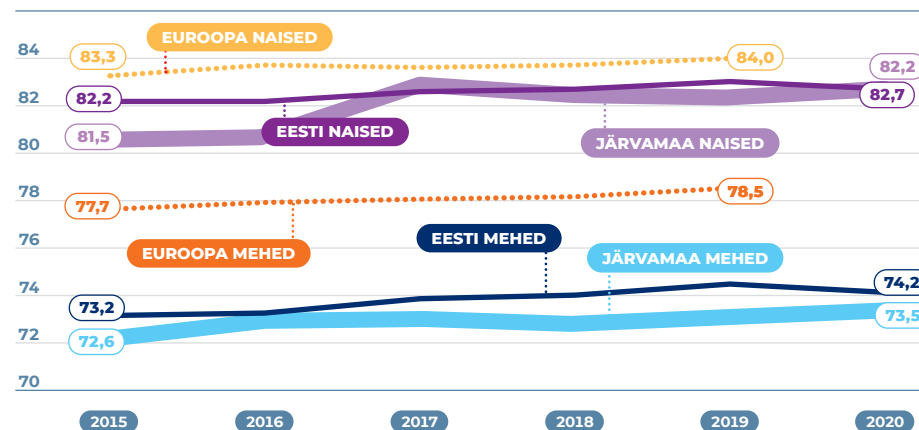 EUROOPA NAISED
84
83,3
84,0
82,2
82,2
82,7
82
81,5
EESTI NAISED
JÄRVAMAA NAISED
80
78
77,7
78,5
76
EUROOPA MEHED
EESTI MEHED
JÄRVAMAA MEHED
74
73,2
74,2
72
72,6
73,5
70
2015 2016 2017 2018 2019 2020